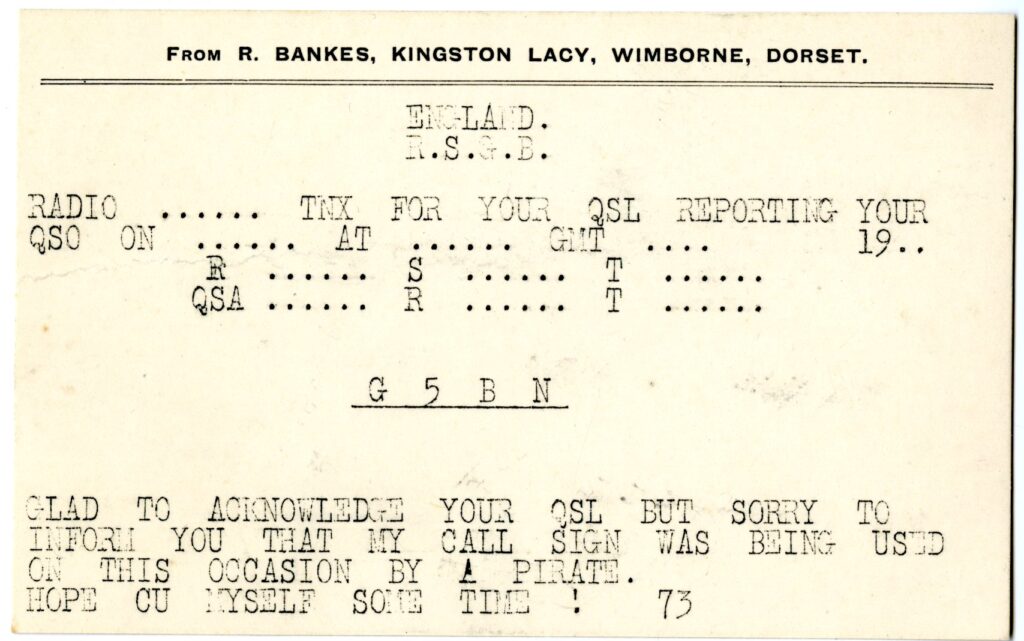 From R. BANKES, KINGSTON LACY, WIMBORNE, DORSET.
ENGLAND.
R.S.G.B.
RADIO ...... TNX FOR YOUR QSL REPORTING YOUR
QSO ON ...... AT ...... GMT .... 19..
R ...... S ...... T ......
QSA ...... R ...... T ......
G 5 B N
GLAD TO ACKNOWLEDGE YOUR QSL BUT SORRY TO
INFORM YOU THAT MY CALL SIGN WAS BEING USED
ON THIS OCCASION BY A PIRATE.
HOPE CU MYSELF SOME TIME ! 73